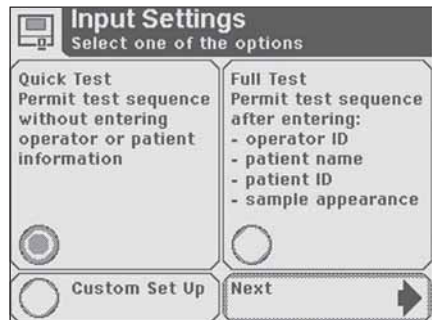 Input Settings
Select one of the options
Quick Test
Permit test sequence
without entering
operator or patient
information
Full Test
Permit test sequence
after entering:
- operator ID
- patient name
- patient ID
- sample appearance
Custom Set Up
Next